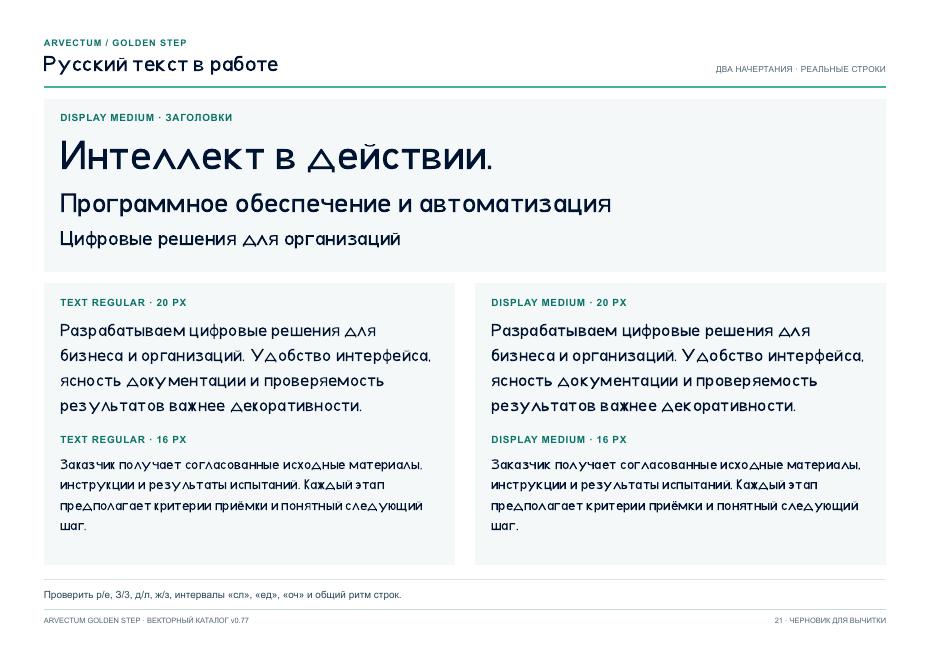 ARVECTUM / GOLDEN STEP
Русский текст в работе
ДВА НАЧЕРТАНИЯ · РЕАЛЬНЫЕ СТРОКИ
DISPLAY MEDIUM · ЗАГОЛОВКИ
Интеллект в действии.
Программное обеспечение и автоматизация
Цифровые решения для организаций
TEXT REGULAR · 20 PX
Разрабатываем цифровые решения для
бизнеса и организаций. Удобство интерфейса,
ясность документации и проверяемость
результатов важнее декоративности.
TEXT REGULAR · 16 PX
Заказчик получает согласованные исходные материалы,
инструкции и результаты испытаний. Каждый этап
предполагает критерии приёмки и понятный следующий
шаг.
DISPLAY MEDIUM · 20 PX
Разрабатываем цифровые решения для
бизнеса и организаций. Удобство интерфейса,
ясность документации и проверяемость
результатов важнее декоративности.
DISPLAY MEDIUM · 16 PX
Заказчик получает согласованные исходные материалы,
инструкции и результаты испытаний. Каждый этап
предполагает критерии приёмки и понятный следующий
шаг.
Проверить р/е, З/3, д/л, ж/з, интервалы «сл», «ед», «оч» и общий ритм строк.
ARVECTUM GOLDEN STEP · ВЕКТОРНЫЙ КАТАЛОГ v0.77
21 · ЧЕРНОВИК ДЛЯ ВЫЧИТКИ